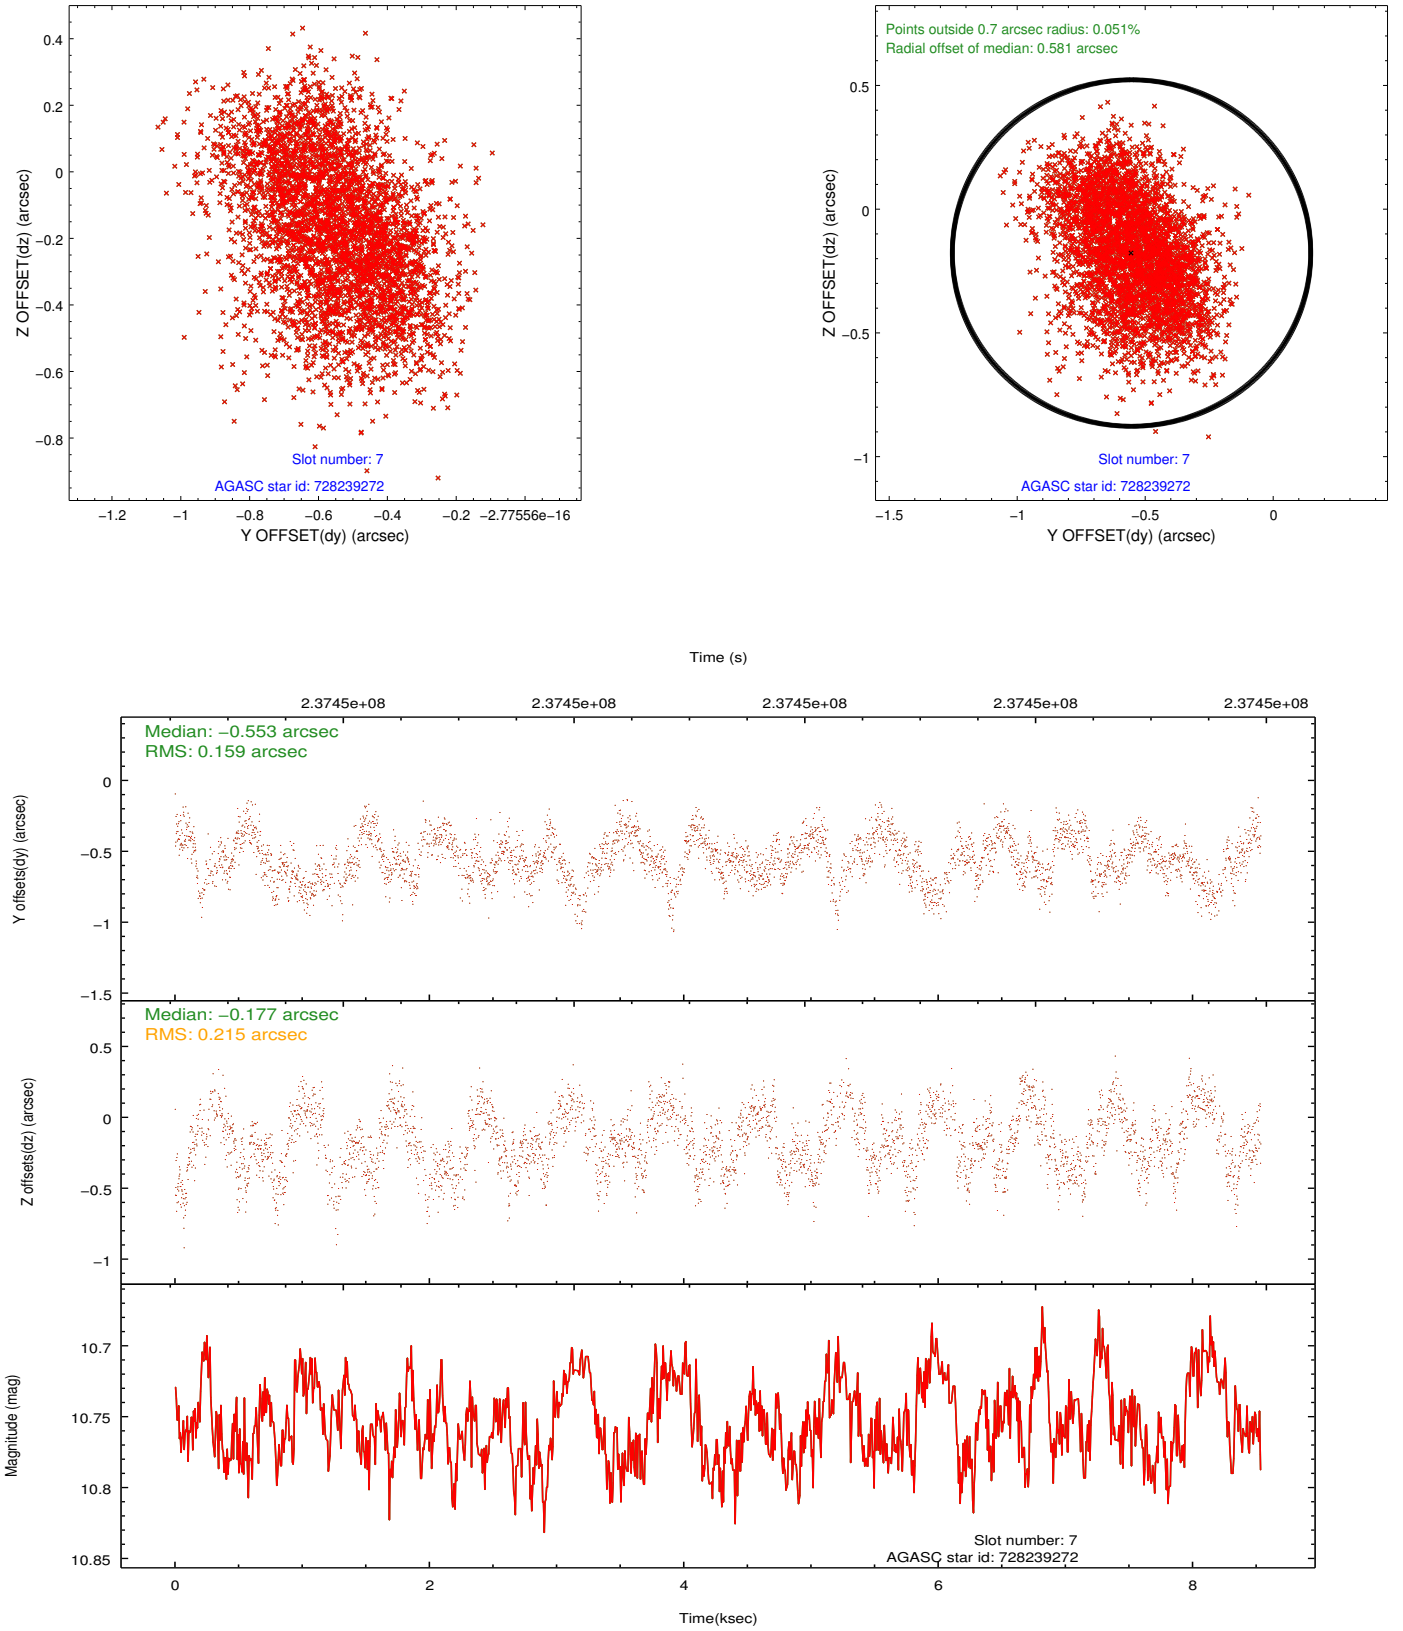 0.4
0.2
0
−0.2
−0.4
−0.6
−0.8
Z OFFSET(dz) (arcsec)
Slot number: 7
AGASC star id: 728239272
−1.2 −1 −0.8 −0.6 −0.4 −0.2 −2.77556e−16
Y OFFSET(dy) (arcsec)
Points outside 0.7 arcsec radius: 0.051%
Radial offset of median: 0.581 arcsec
0.5
0
−0.5
−1
Z OFFSET(dz) (arcsec)
Slot number: 7
AGASC star id: 728239272
−1.5 −1 −0.5 0
Y OFFSET(dy) (arcsec)
Time (s)
2.3745e+08 2.3745e+08 2.3745e+08 2.3745e+08 2.3745e+08
Median: −0.553 arcsec
RMS: 0.159 arcsec
0
−0.5
−1
−1.5
Y offsets(dy) (arcsec)
Median: −0.177 arcsec
RMS: 0.215 arcsec
0.5
0
−0.5
−1
Z offsets(dz) (arcsec)
10.7
10.75
10.8
10.85
Magnitude (mag)
Slot number: 7
AGASC star id: 728239272
0 2 4 6 8
Time(ksec)